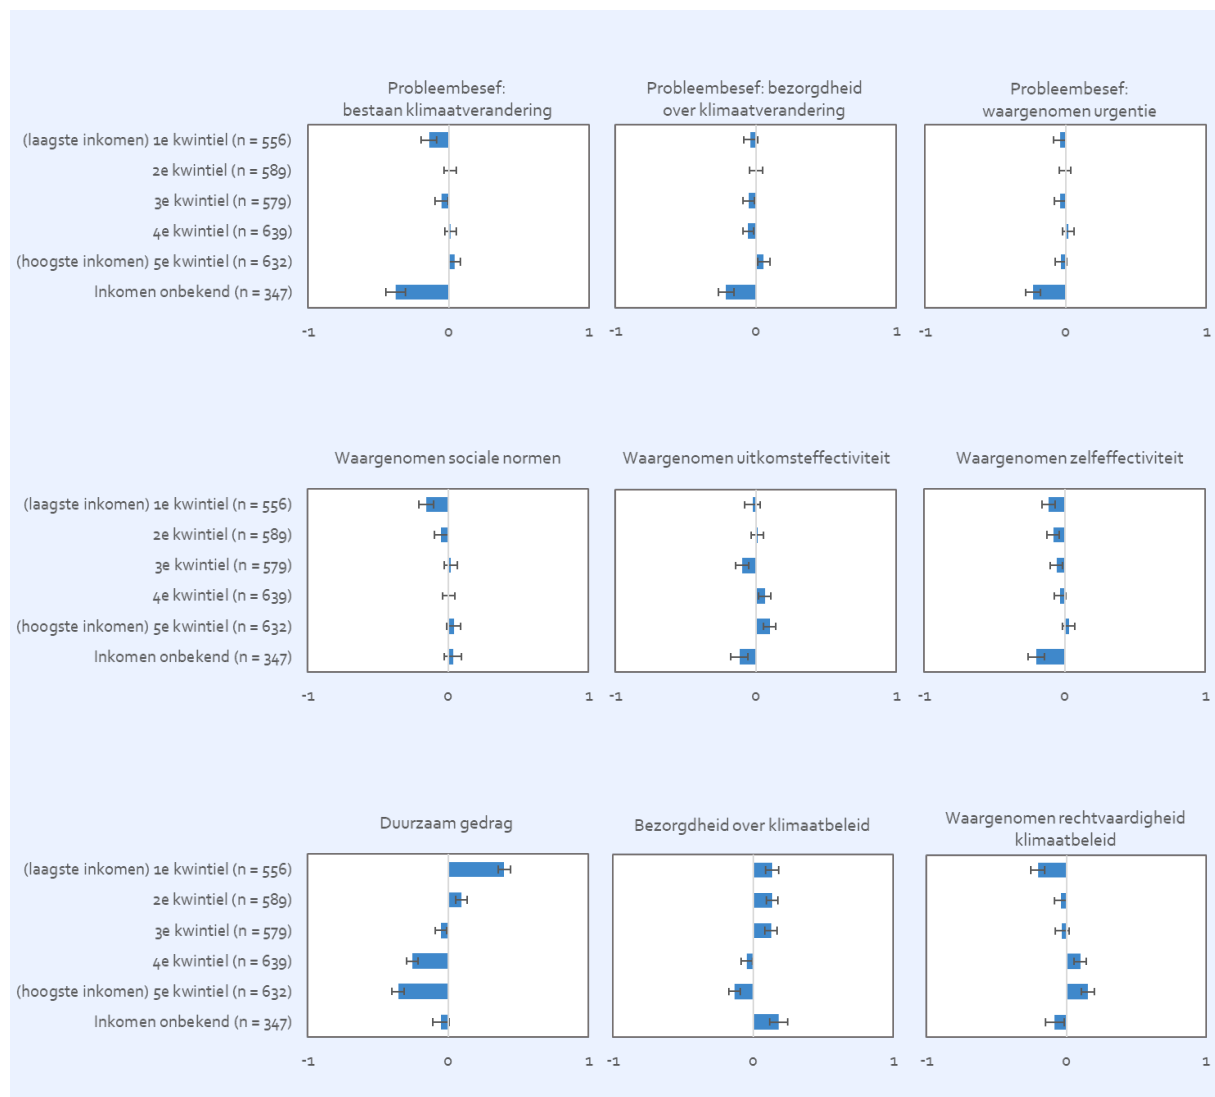 Probleembesef:
bestaan klimaatverandering
Probleembesef: bezorgdheid
over klimaatverandering
Probleembesef:
waargenomen urgentie
(laagste inkomen) 1e kwintiel (n = 556)
2e kwintiel (n = 589)
3e kwintiel (n = 579)
4e kwintiel (n = 639)
(hoogste inkomen) 5e kwintiel (n = 632)
Inkomen onbekend (n = 347)
-1 0 1 -1 0 1 -1 0 1
Waargenomen sociale normen
Waargenomen uitkomsteffectiviteit
Waargenomen zelfeffectiviteit
(laagste inkomen) 1e kwintiel (n = 556)
2e kwintiel (n = 589)
3e kwintiel (n = 579)
4e kwintiel (n = 639)
(hoogste inkomen) 5e kwintiel (n = 632)
Inkomen onbekend (n = 347)
-1 0 1 -1 0 1 -1 0 1
Duurzaam gedrag
Bezorgdheid over klimaatbeleid
Waargenomen rechtvaardigheid
klimaatbeleid
(laagste inkomen) 1e kwintiel (n = 556)
2e kwintiel (n = 589)
3e kwintiel (n = 579)
4e kwintiel (n = 639)
(hoogste inkomen) 5e kwintiel (n = 632)
Inkomen onbekend (n = 347)
-1 0 1 -1 0 1 -1 0 1